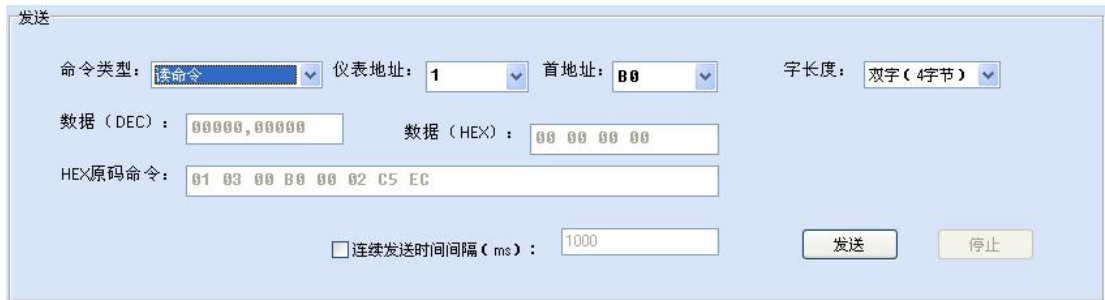 发送
命令类型： 读命令 仪表地址： 1 首地址： B0 字长度： 双字(4字节)
数据（DEC）： 00000,00000 数据（HEX）： 00 00 00 00
HEX原码命令： 01 03 00 B0 00 02 C5 EC
连续发送时间间隔(ms)： 1000 发送 停止